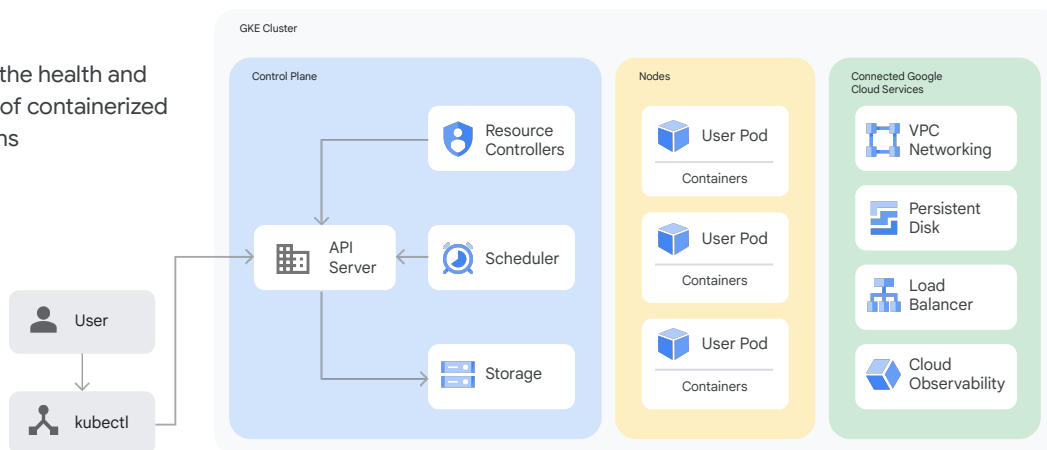 the health and
of containerized
ns
GKE Cluster
Control Plane
Resource
Controllers
API
Server
Scheduler
Storage
User
kubectl
Nodes
User Pod
Containers
User Pod
Containers
User Pod
Containers
Connected Google
Cloud Services
VPC
Networking
Persistent
Disk
Load
Balancer
Cloud
Observability